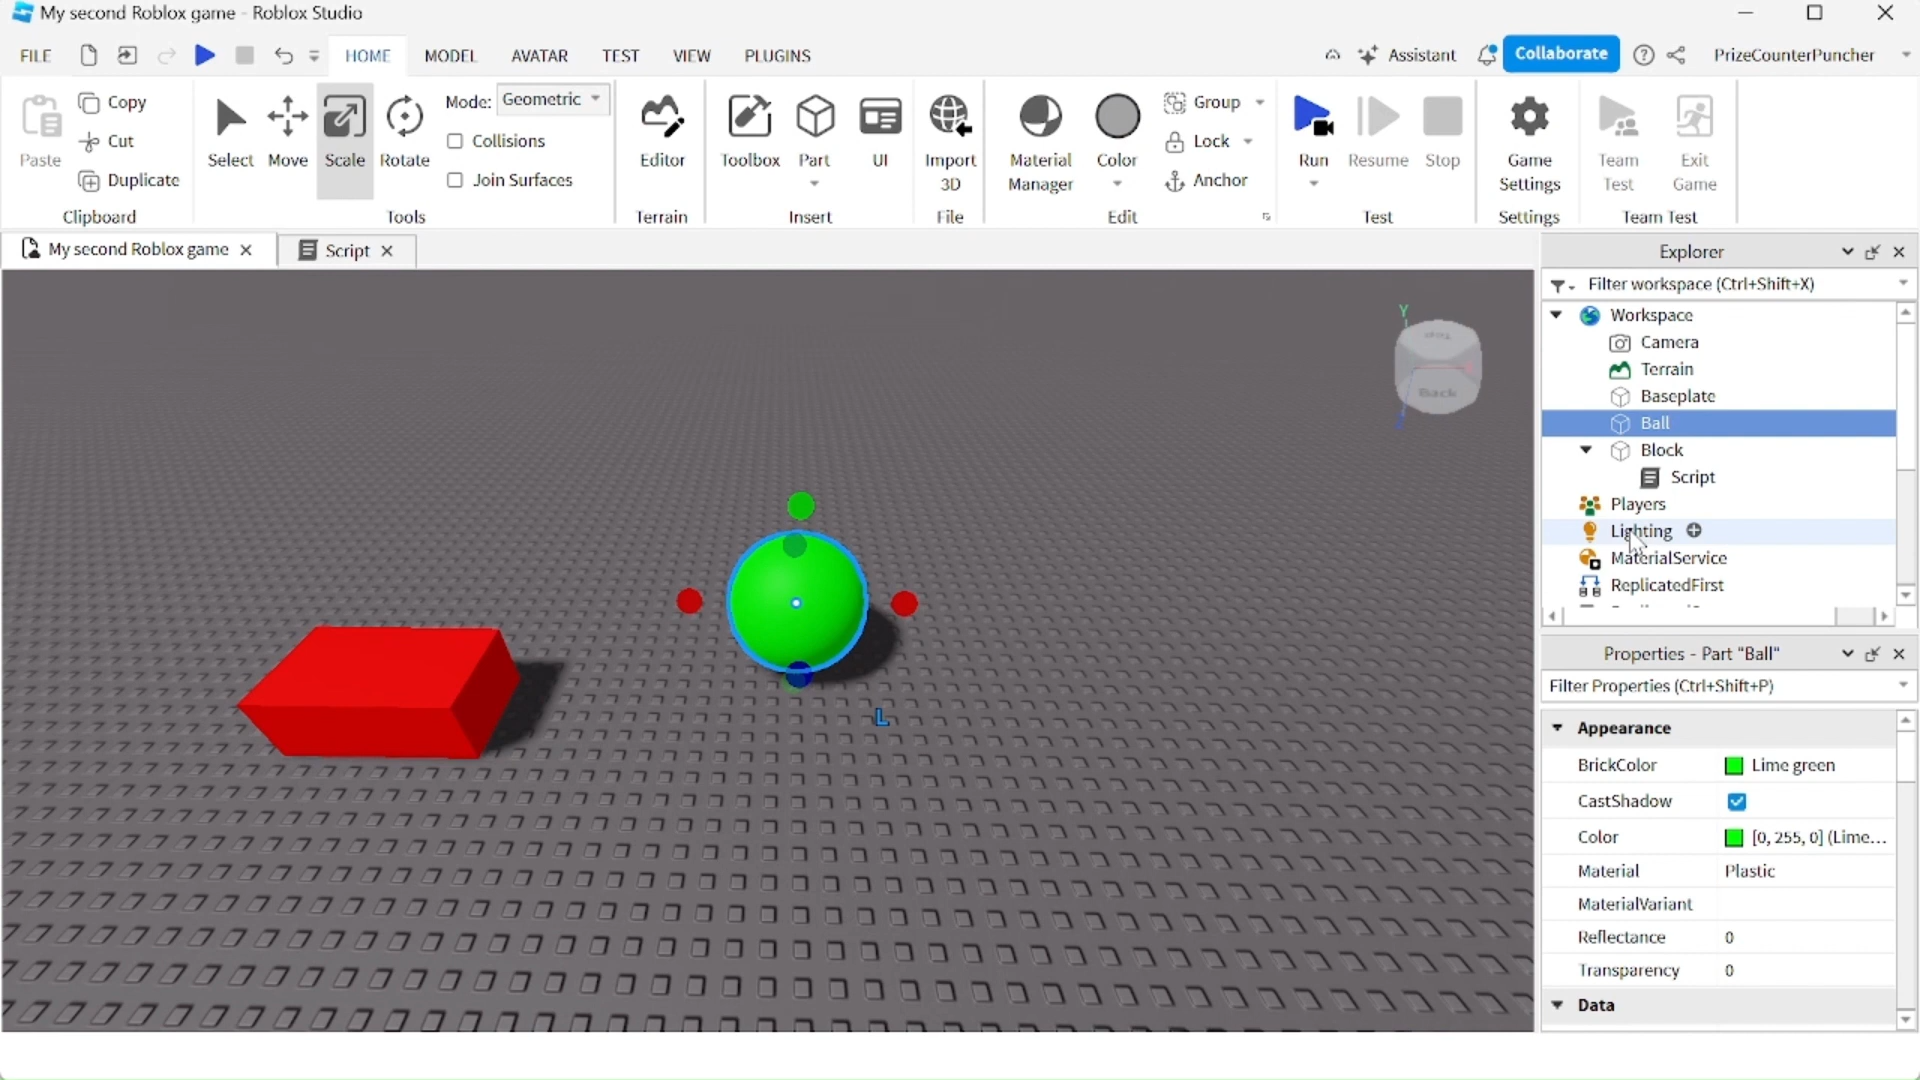 My second Roblox game - Roblox Studio
FILE HOME MODEL AVATAR TEST VIEW PLUGINS Assistant Collaborate PrizeCounterPuncher
Paste Copy Cut Duplicate
Clipboard
Select Move Scale Rotate
Mode: Geometric
Collisions
Join Surfaces
Tools
Editor
Terrain
Toolbox Part UI
Insert
Import
3D
File
Material
Manager
Color
Group
Lock
Anchor
Edit
Run Resume Stop
Test
Game
Settings
Settings
Team
Test
Exit
Game
Team Test
My second Roblox game
Script
Y
Top
Back
L
Explorer
Filter workspace (Ctrl+Shift+X)
Workspace
Camera
Terrain
Baseplate
Ball
Block
Script
Players
Lighting
MaterialService
ReplicatedFirst
Properties - Part "Ball"
Filter Properties (Ctrl+Shift+P)
Appearance
BrickColor Lime green
CastShadow
Color [0, 255, 0] (Lime...
Material Plastic
MaterialVariant
Reflectance 0
Transparency 0
Data